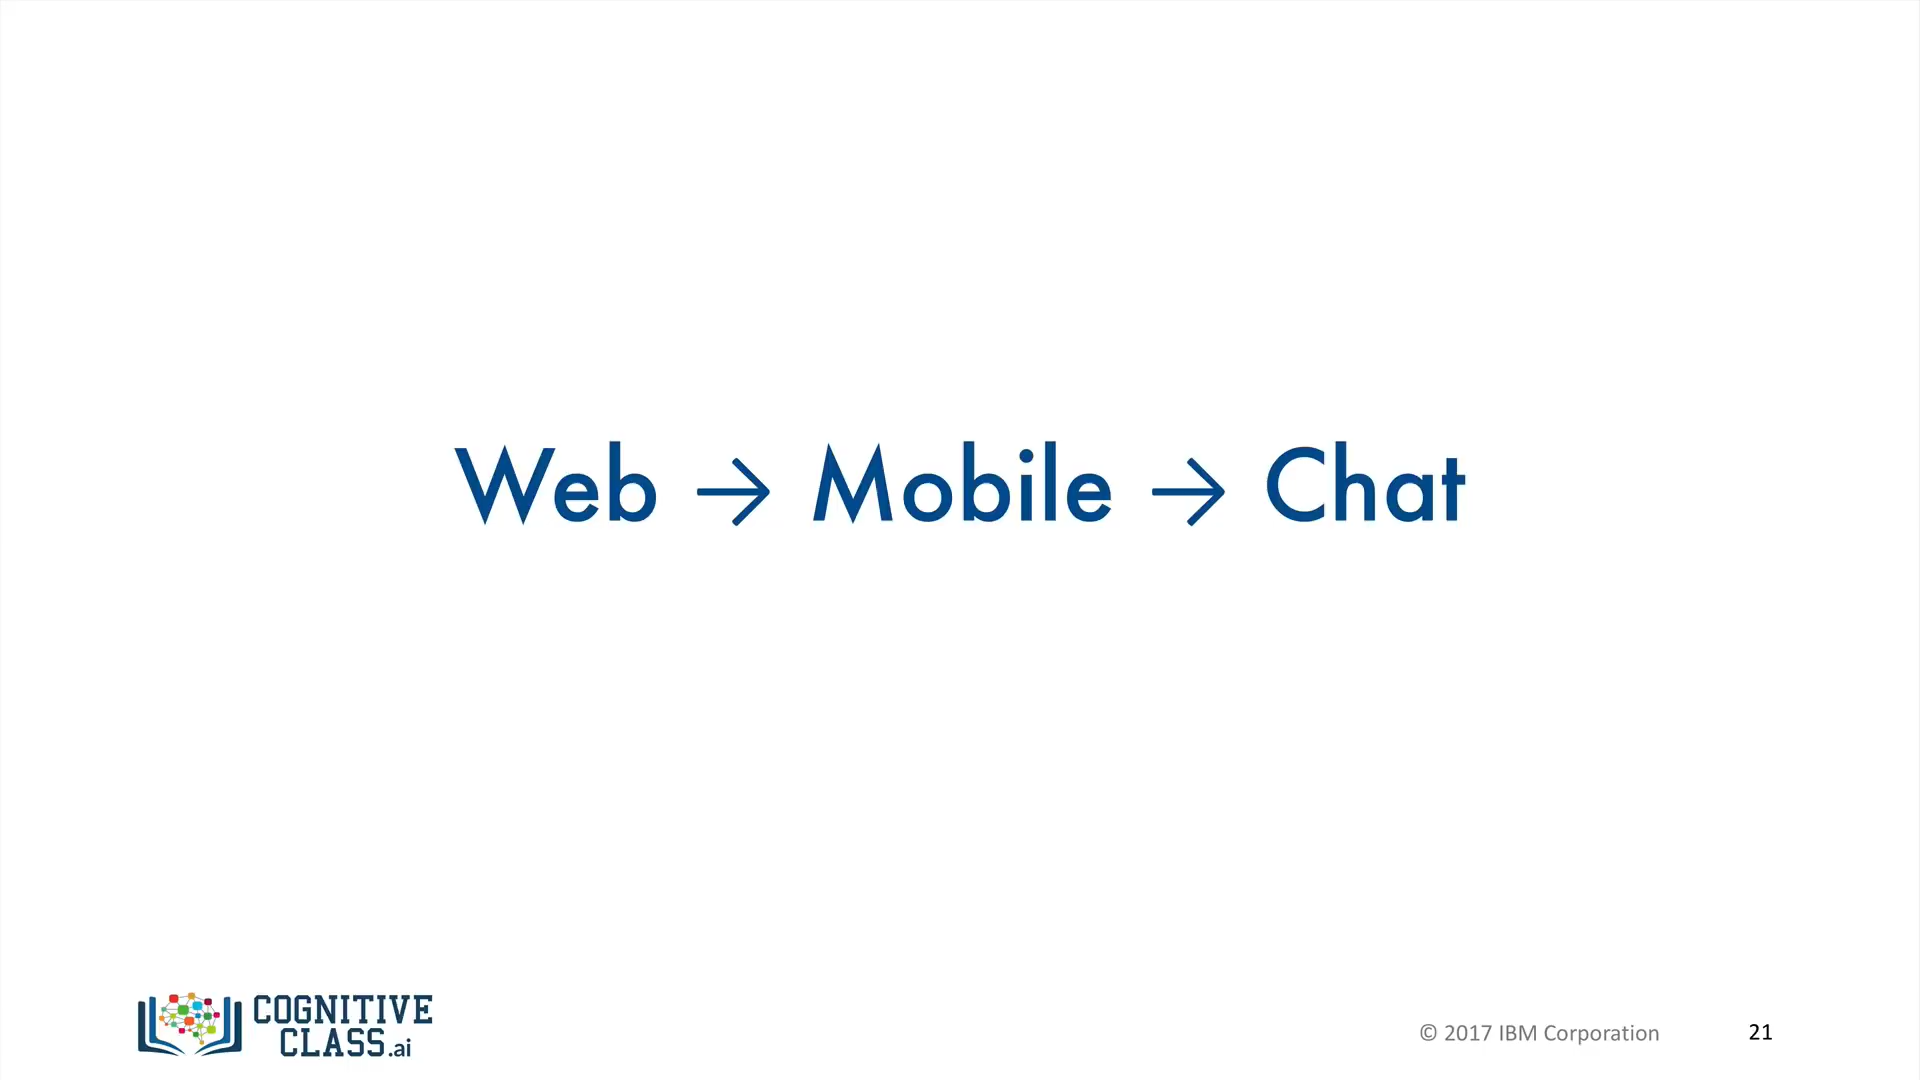 Web → Mobile → Chat
COGNITIVE
CLASS.ai
© 2017 IBM Corporation
21